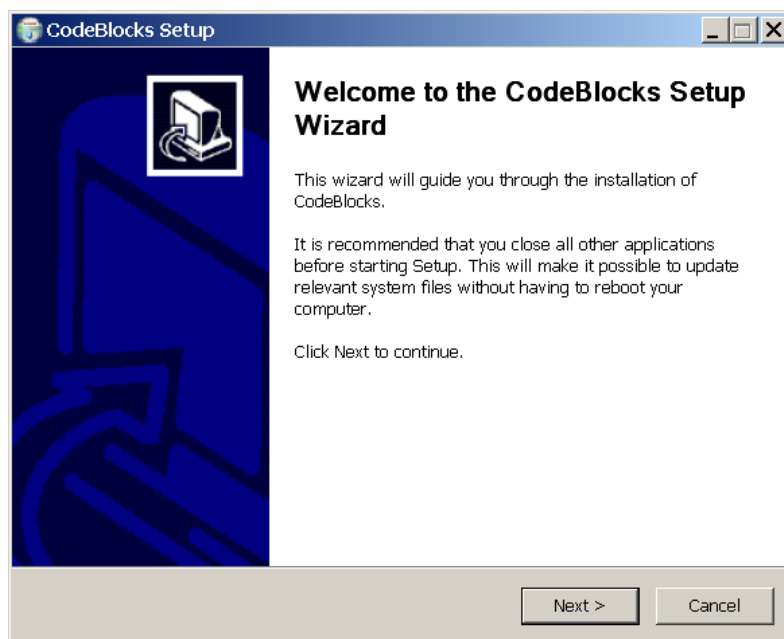 CodeBlocks Setup
Welcome to the CodeBlocks Setup
Wizard
This wizard will guide you through the installation of
CodeBlocks.
It is recommended that you close all other applications
before starting Setup. This will make it possible to update
relevant system files without having to reboot your
computer.
Click Next to continue.
Next >
Cancel